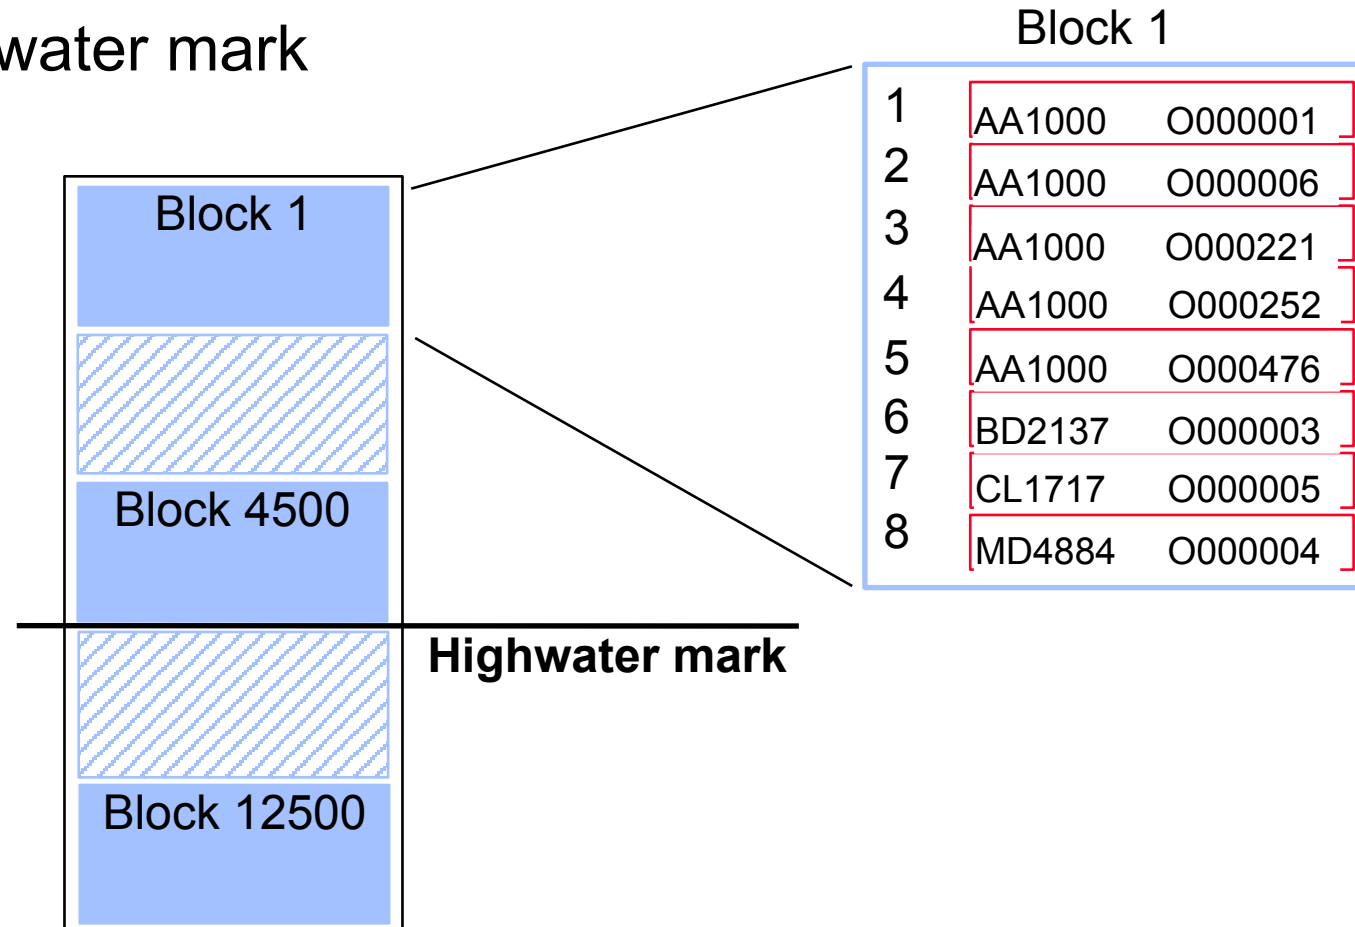 water mark
Block 1
Block 4500
Highwater mark
Block 12500
Block 1
1 AA1000 O000001
2 AA1000 O000006
3 AA1000 O000221
4 AA1000 O000252
5 AA1000 O000476
6 BD2137 O000003
7 CL1717 O000005
8 MD4884 O000004